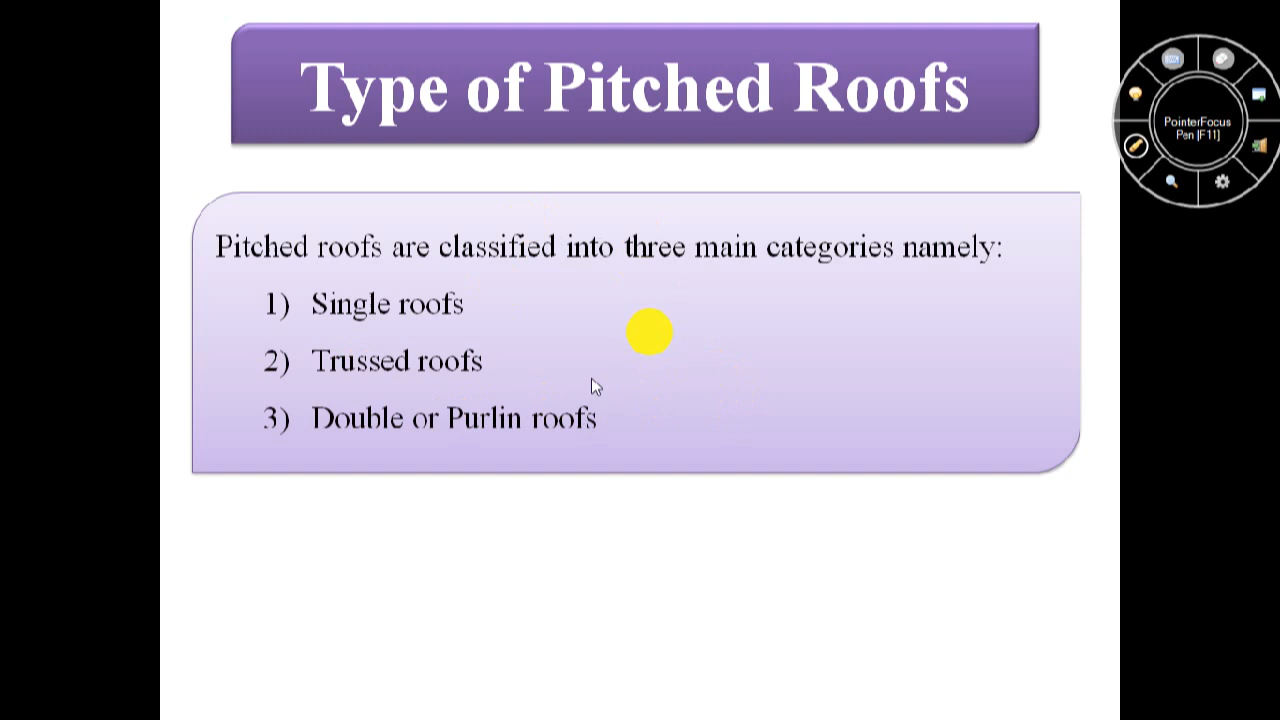 Type of Pitched Roofs
Pitched roofs are classified into three main categories namely:
1) Single roofs
2) Trussed roofs
3) Double or Purlin roofs
PointerFocus
Pen [F11]